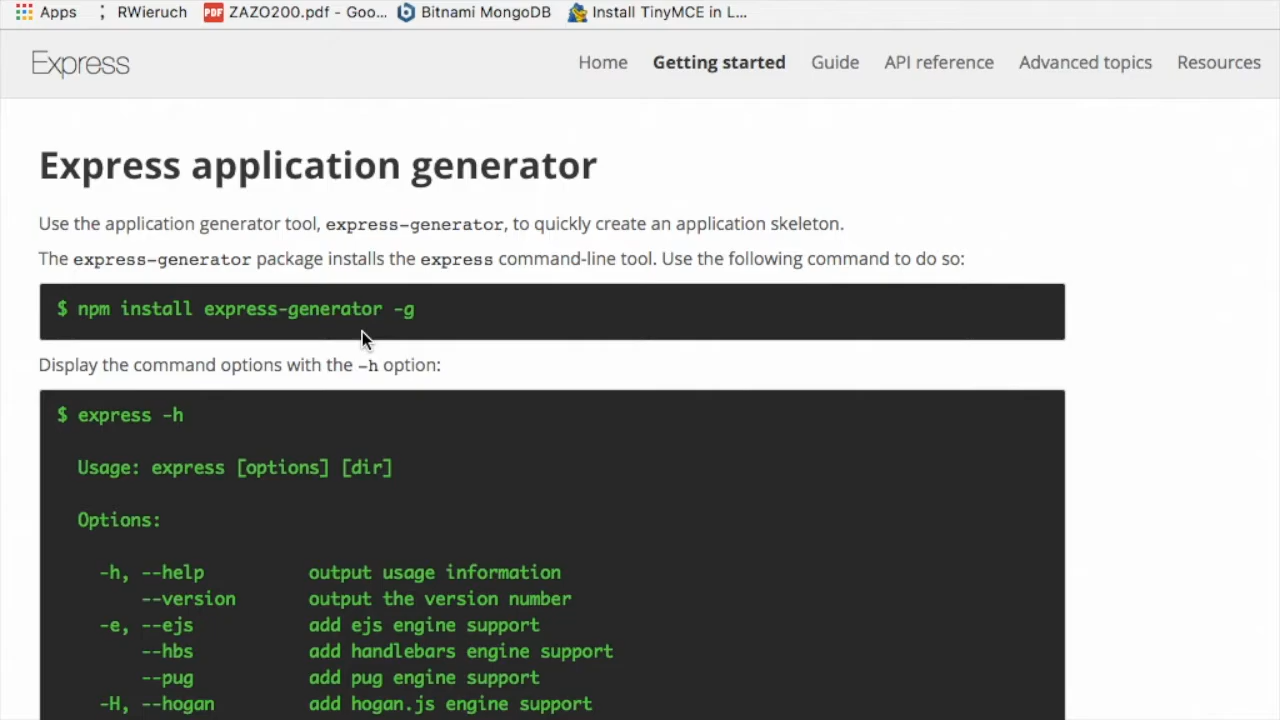 Apps RWieruch ZAZO200.pdf - Goo... Bitnami MongoDB Install TinyMCE in L...
Express Home Getting started Guide API reference Advanced topics Resources
Express application generator
Use the application generator tool, express-generator, to quickly create an application skeleton.
The express-generator package installs the express command-line tool. Use the following command to do so:
$ npm install express-generator -g
Display the command options with the -h option:
$ express -h
Usage: express [options] [dir]
Options:
-h, --help output usage information
--version output the version number
-e, --ejs add ejs engine support
--hbs add handlebars engine support
--pug add pug engine support
-H, --hogan add hogan.js engine support